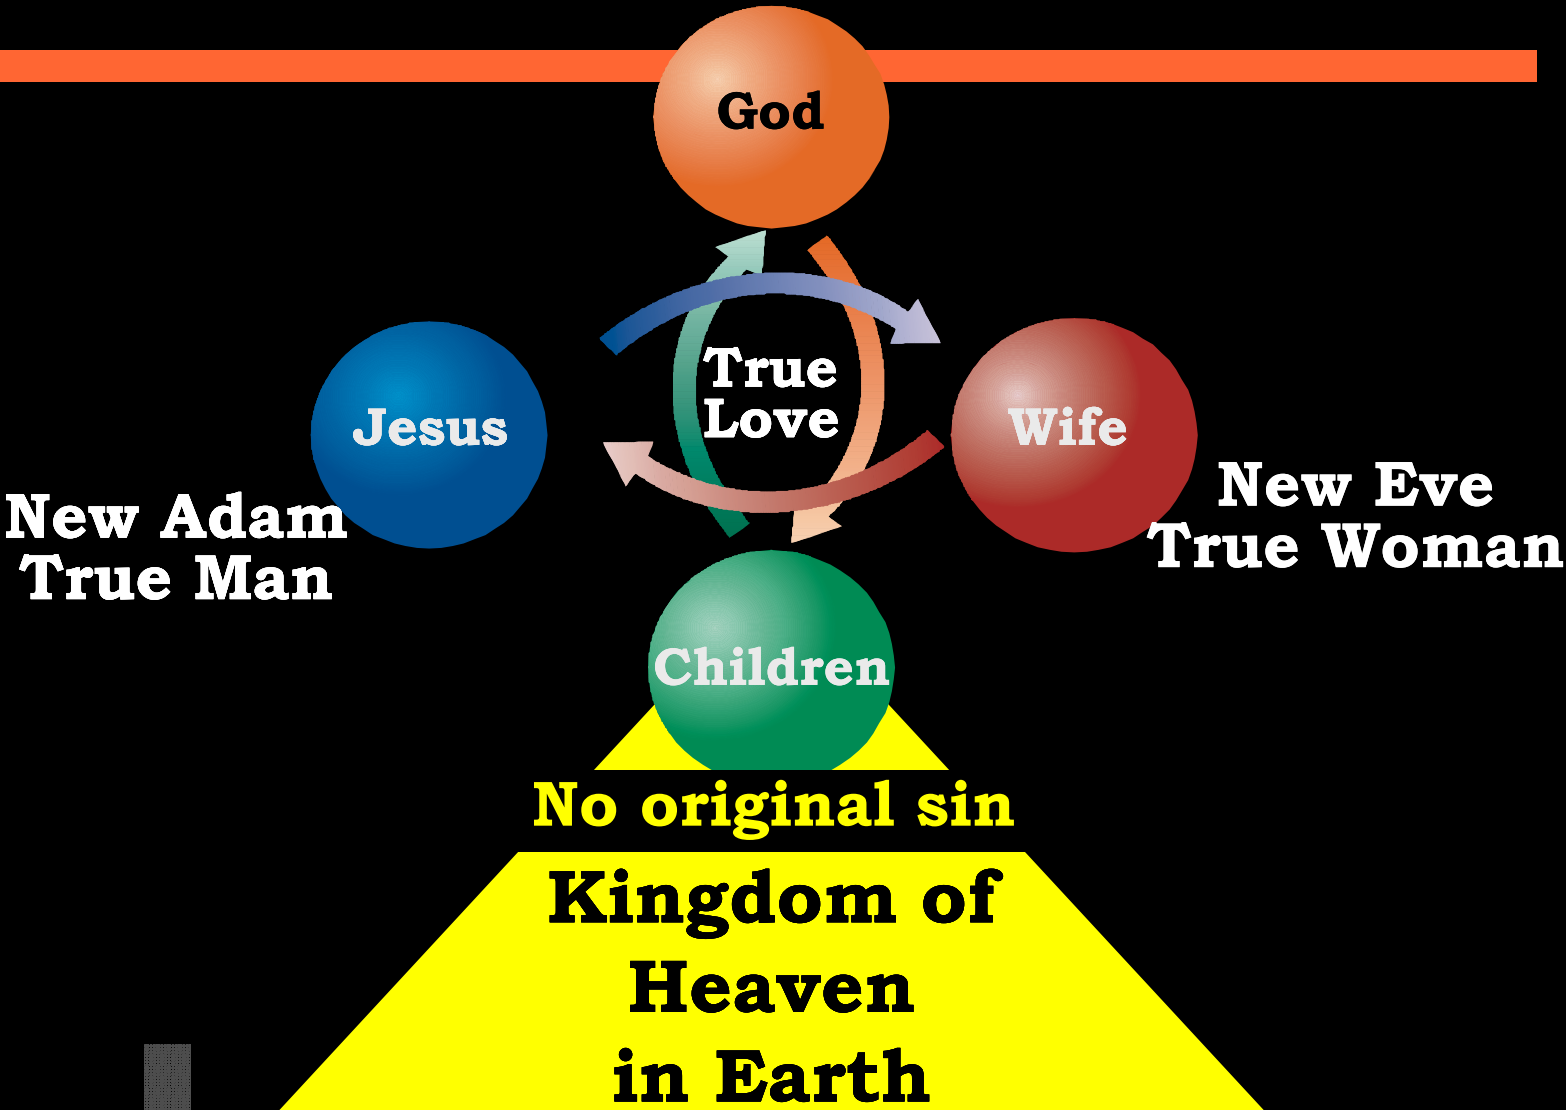 God
True
Love
Jesus
Wife
New Adam
True Man
New Eve
True Woman
Children
No original sin
Kingdom of
Heaven
in Earth